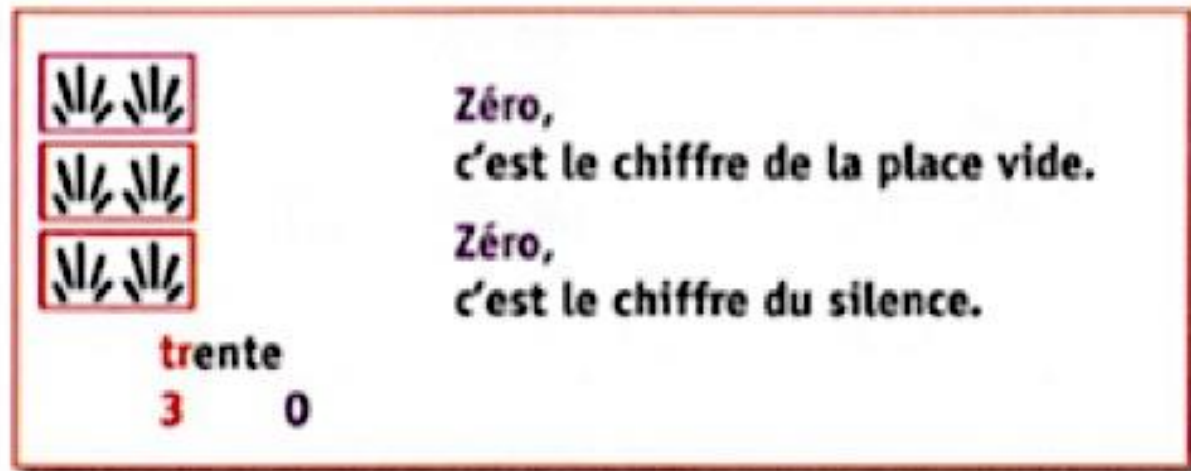 Zéro,
c'est le chiffre de la place vide.
Zéro,
c'est le chiffre du silence.
trente
3 0